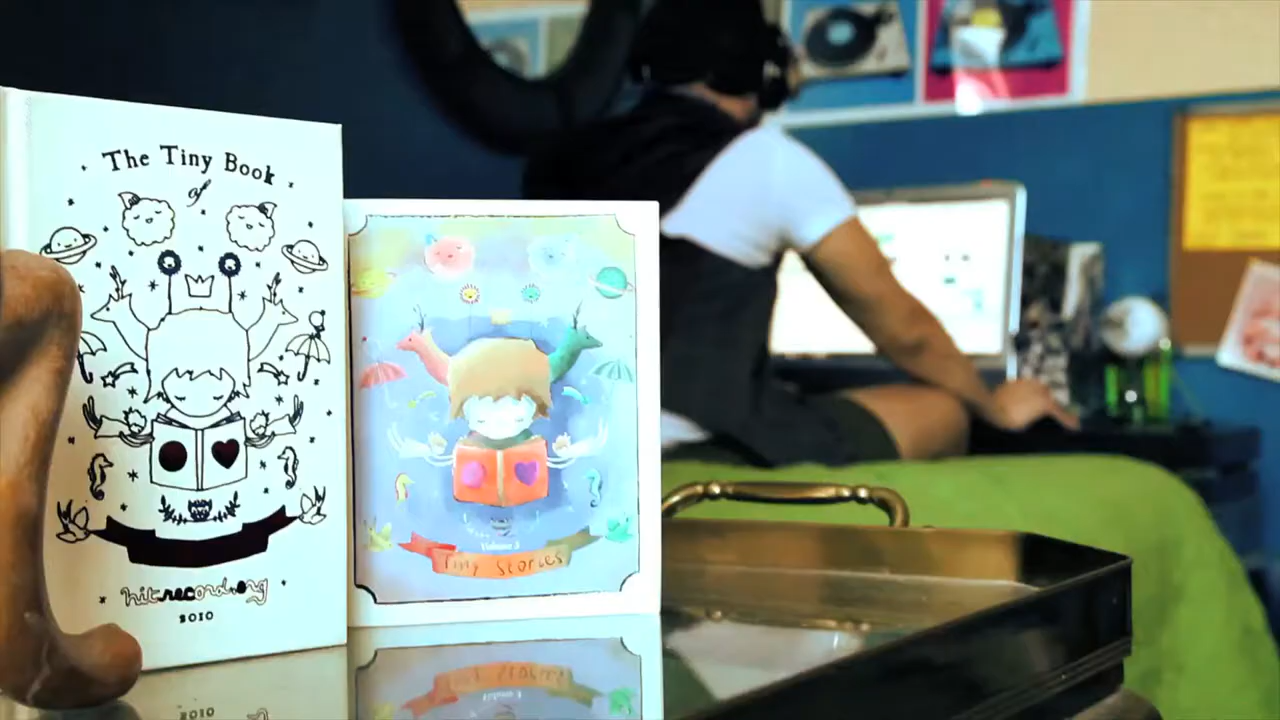 The Tiny Book
of
hitrecord.org
2010
Volume 3
Tiny Stories